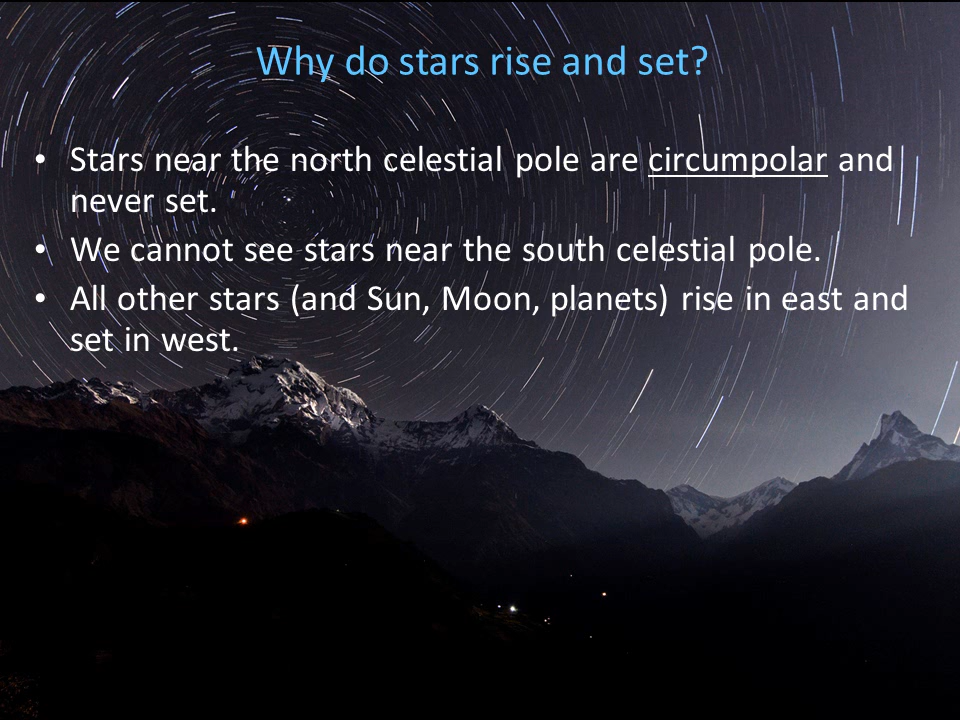 Why do stars rise and set?
• Stars near the north celestial pole are circumpolar and
never set.
• We cannot see stars near the south celestial pole.
• All other stars (and Sun, Moon, planets) rise in east and
set in west.